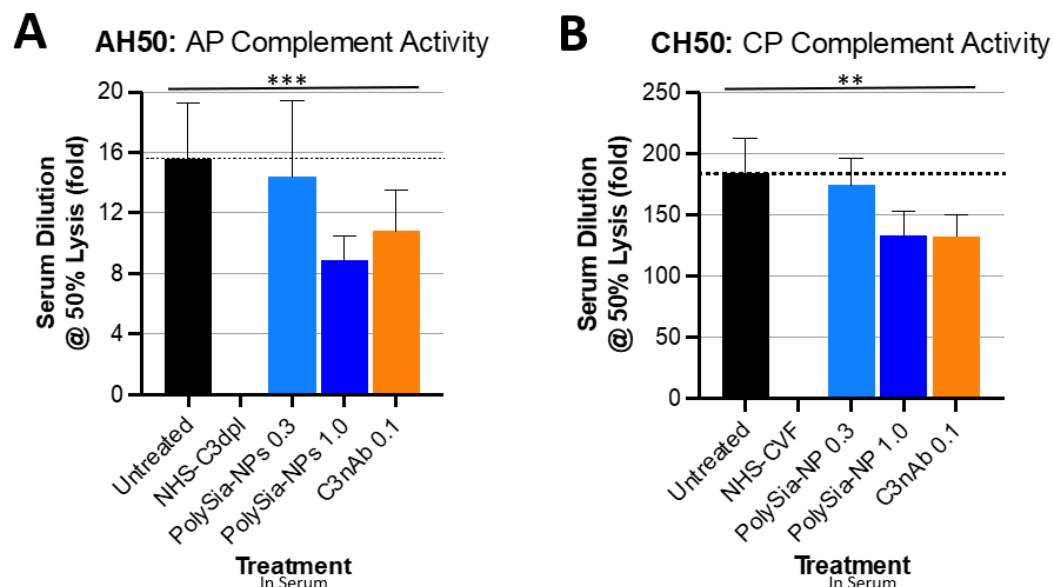 A
AH50: AP Complement Activity
***
Serum Dilution
@ 50% Lysis (fold)
20
16
12
8
4
0
Untreated
NHS-C3dpl
PolySia-NPs 0.3
PolySia-NPs 1.0
C3nAb 0.1
Treatment
In Serum
B
CH50: CP Complement Activity
**
Serum Dilution
@ 50% Lysis (fold)
250
200
150
100
50
0
Untreated
NHS-CVF
PolySia-NP 0.3
PolySia-NP 1.0
C3nAb 0.1
Treatment
In Serum